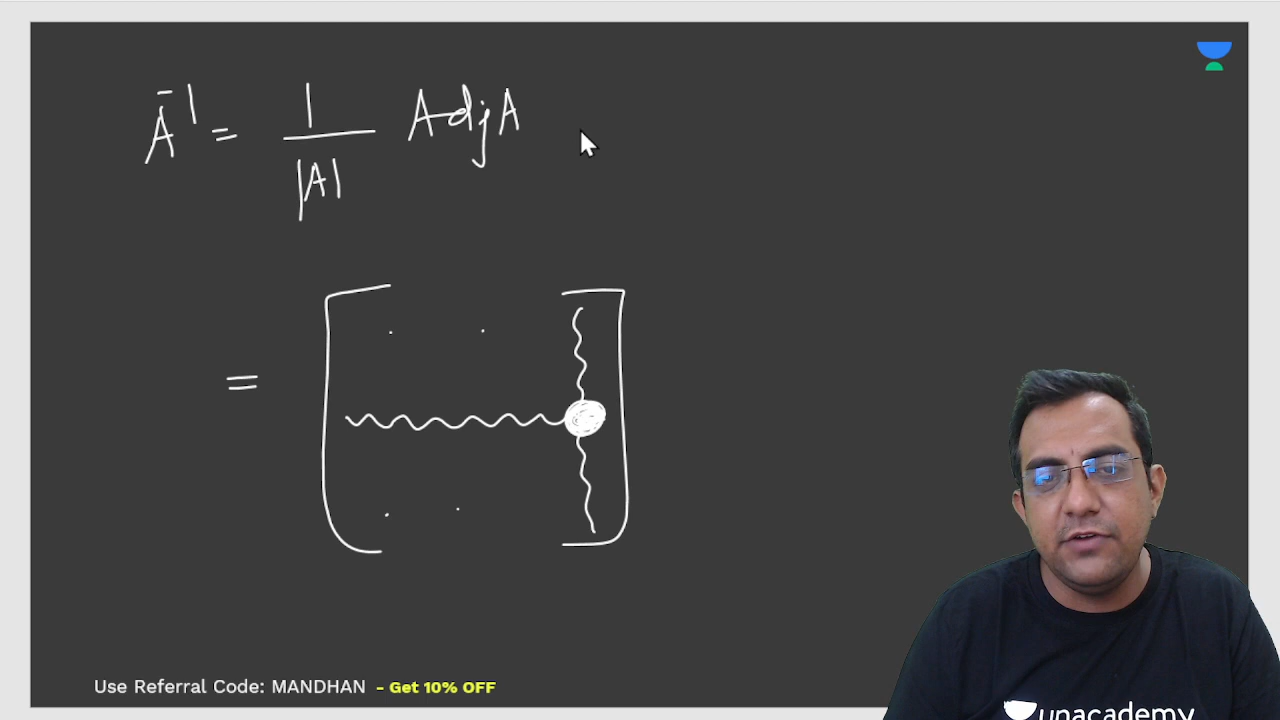 A⁻¹ = 1/|A| AdjA
=
Use Referral Code: MANDHAN - Get 10% OFF
unacademy